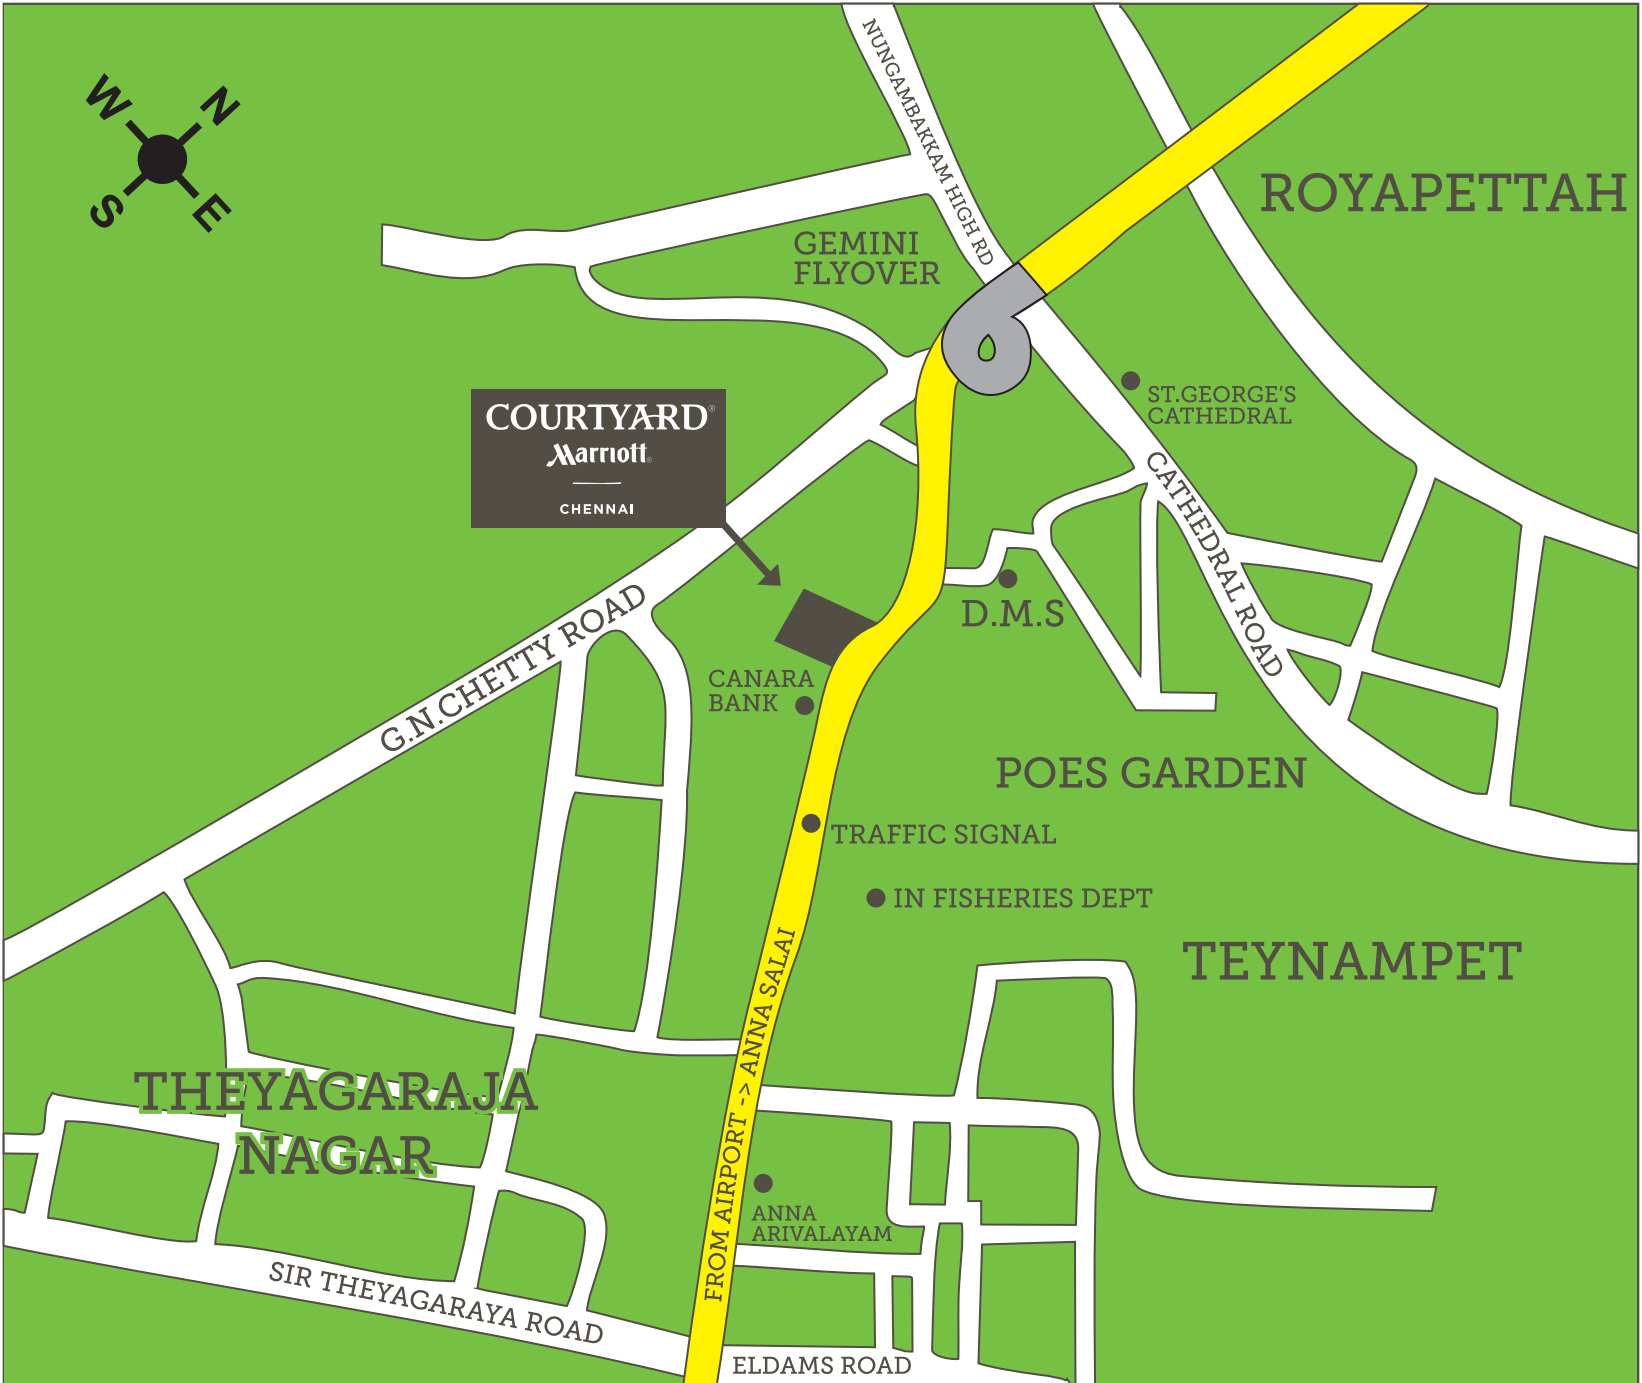 NUNGAMBAKKAM HIGH RD
W
N
S
E
ROYAPETTAH
GEMINI
FLYOVER
COURTYARD®
Marriott®
CHENNAI
ST.GEORGE'S
CATHEDRAL
CATHEDRAL ROAD
G.N.CHETTY ROAD
D.M.S
CANARA
BANK
POES GARDEN
TRAFFIC SIGNAL
IN FISHERIES DEPT
TEYNAMPET
FROM AIRPORT -> ANNA SALAI
THEYAGARAJA
NAGAR
ANNA
ARIVALAYAM
SIR THEYAGARAYA ROAD
ELDAMS ROAD